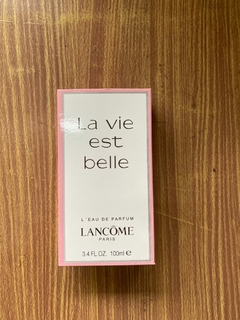 La vie
est
belle
L'EAU DE PARFUM
LANCÔME
PARIS
3.4 FL.OZ. 100ml ℮